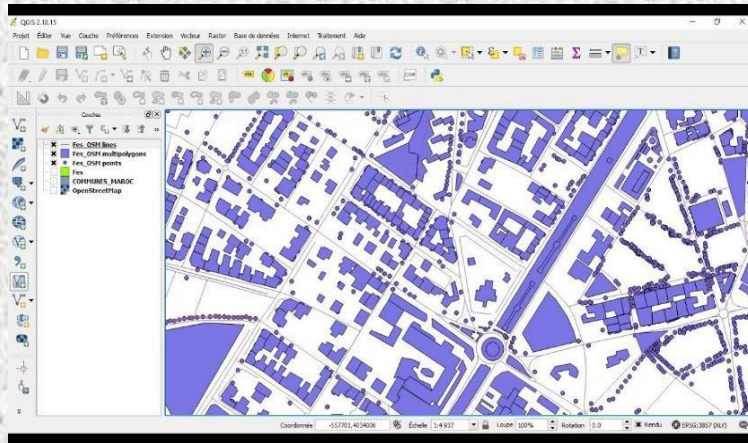 QGIS 2.18.15
Projet Éditer Vue Couche Préférences Extension Vecteur Raster Base de données Internet Traitement Aide
CSW
Couches
Fes_OSM lines
Fes_OSM multipolygons
Fes_OSM points
Fes
COMMUNES_MAROC
OpenStreetMap
Coordonnée -557701,4034006 Échelle 1:4 937 Loupe 100% Rotation 0.0 Rendu EPSG:3857 (ALV)